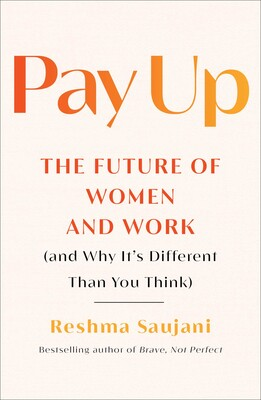 Pay Up
THE FUTURE OF
WOMEN
AND WORK
(and Why It's Different
Than You Think)
Reshma Saujani
Bestselling author of Brave, Not Perfect